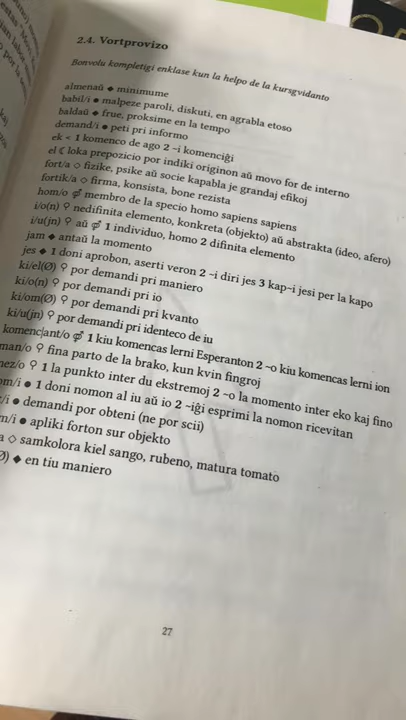 2.4. Vortprovizo
Bonvolu kompletigi enklase kun la helpo de la kursgvidanto
almenaŭ ◆ minimume
babil/i ● malpeze paroli, diskuti, en agrabla etoso
baldaŭ ◆ frue, proksime en la tempo
demand/i ● peti pri informo
ek < 1 komenco de ago 2 ~i komenciĝi
el ☾ loka prepozicio por indiki originon aŭ movo for de interno
fort/a ◇ fizike, psike aŭ socie kapabla je grandaj efikoj
fortik/a ◇ firma, konsista, bone rezista
hom/o ⚥ membro de la specio homo sapiens sapiens
i/o(n) ♀ nedifinita elemento, konkreta (objekto) aŭ abstrakta (ideo, afero)
i/u(jn) ♀ aŭ ⚥ 1 individuo, homo 2 difinita elemento
jam ◆ antaŭ la momento
jes ◆ 1 doni aprobon, aserti veron 2 ~i diri jes 3 kap~i jesi per la kapo
ki/el(Ø) ♀ por demandi pri maniero
ki/o(n) ♀ por demandi pri io
ki/om(Ø) ♀ por demandi pri kvanto
ki/u(jn) ♀ por demandi pri identeco de iu
komenc|ant/o ⚥ 1 kiu komencas lerni Esperanton 2 ~o kiu komencas lerni ion
man/o ♀ fina parto de la brako, kun kvin fingroj
ez/o ♀ 1 la punkto inter du ekstremoj 2 ~o la momento inter eko kaj fino
m/i ● 1 doni nomon al iu aŭ io 2 ~iĝi esprimi la nomon ricevitan
/i ● demandi por obteni (ne por scii)
m/i ● apliki forton sur objekto
a ◇ samkolora kiel sango, rubeno, matura tomato
Ø) ◆ en tiu maniero
27